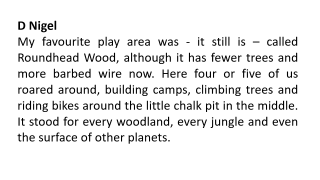 D Nigel
My favourite play area was - it still is – called
Roundhead Wood, although it has fewer trees and
more barbed wire now. Here four or five of us
roared around, building camps, climbing trees and
riding bikes around the little chalk pit in the middle.
It stood for every woodland, every jungle and even
the surface of other planets.